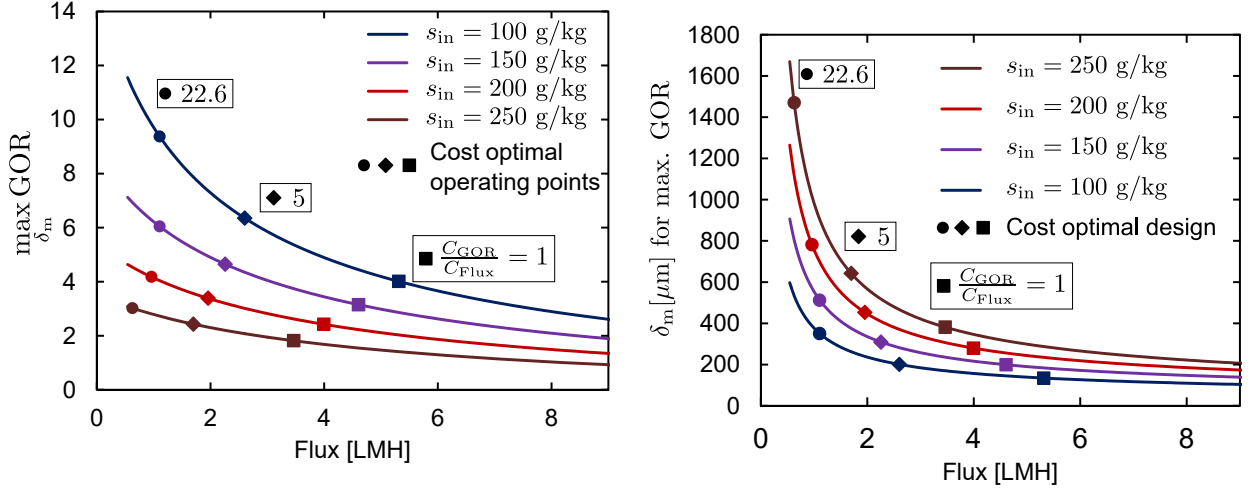 14
12
10
8
6
4
2
0
max GOR
δm
s_in = 100 g/kg
s_in = 150 g/kg
s_in = 200 g/kg
s_in = 250 g/kg
Cost optimal
operating points
22.6
5
C_GOR/C_Flux = 1
0 2 4 6 8
Flux [LMH]
1800
1600
1400
1200
1000
800
600
400
200
0
δ_m [μm] for max. GOR
s_in = 250 g/kg
s_in = 200 g/kg
s_in = 150 g/kg
s_in = 100 g/kg
Cost optimal design
22.6
5
C_GOR/C_Flux = 1
0 2 4 6 8
Flux [LMH]